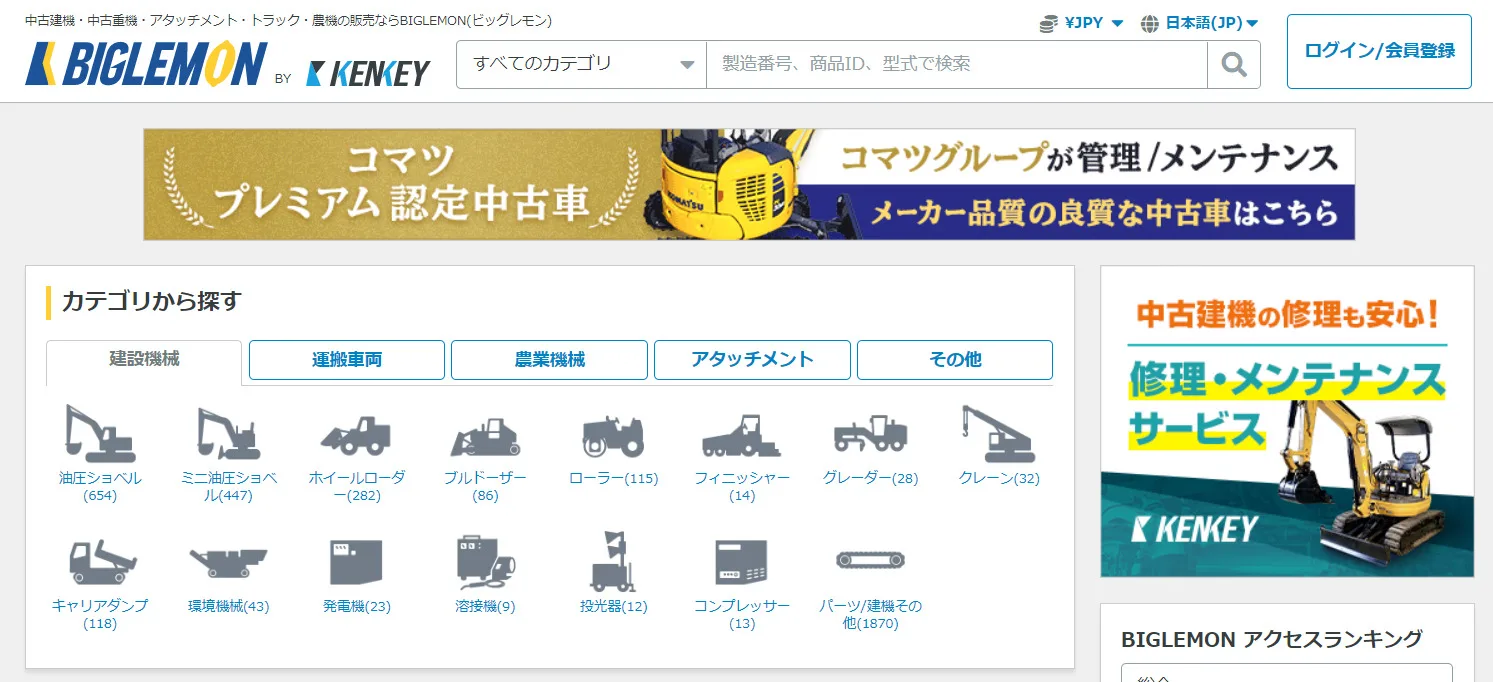 中古建機・中古重機・アタッチメント・トラック・農機の販売ならBIGLEMON(ビッグレモン)
¥JPY
日本語(JP)
BIGLEMON BY KENKEY
すべてのカテゴリ
製造番号、商品ID、型式で検索
ログイン/会員登録
コマツ
プレミアム 認定中古車
KOMATSU
コマツグループが管理/メンテナンス
メーカー品質の良質な中古車はこちら
カテゴリから探す
建設機械
運搬車両
農業機械
アタッチメント
その他
油圧ショベル
(654)
ミニ油圧ショベ
ル(447)
ホイールローダ
ー(282)
ブルドーザー
(86)
ローラー(115)
フィニッシャー
(14)
グレーダー(28)
クレーン(32)
キャリアダンプ
(118)
環境機械(43)
発電機(23)
溶接機(9)
投光器(12)
コンプレッサー
(13)
パーツ/建機その
他(1870)
中古建機の修理も安心!
修理・メンテナンス
サービス
KENKEY
BIGLEMON アクセスランキング